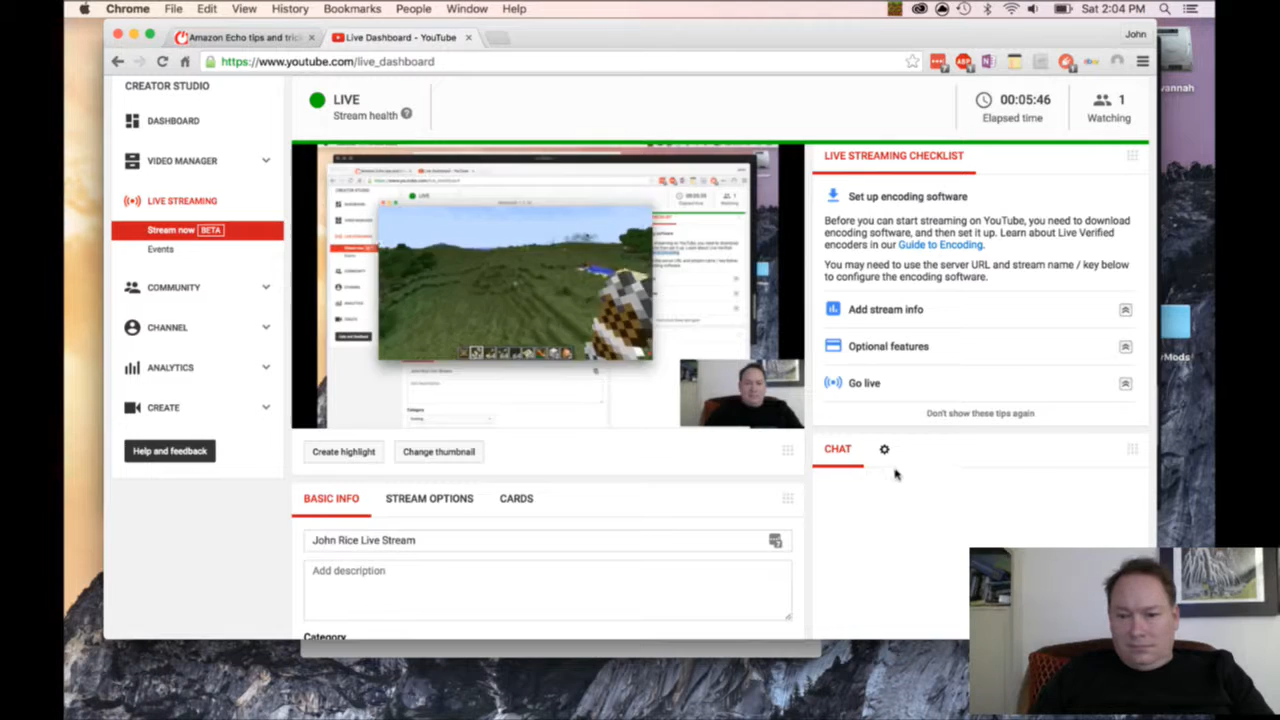 Chrome File Edit View History Bookmarks People Window Help Sat 2:04 PM
Amazon Echo tips and tric Live Dashboard - YouTube John
https://www.youtube.com/live_dashboard
vannah
CREATOR STUDIO
DASHBOARD
VIDEO MANAGER
LIVE STREAMING
Stream now BETA
Events
COMMUNITY
CHANNEL
ANALYTICS
CREATE
Help and feedback
LIVE
Stream health ?
00:05:46
Elapsed time
1
Watching
LIVE STREAMING CHECKLIST
Set up encoding software
Before you can start streaming on YouTube, you need to download
encoding software, and then set it up. Learn about Live Verified
encoders in our Guide to Encoding.
You may need to use the server URL and stream name / key below
to configure the encoding software.
Add stream info
Optional features
Go live
Don't show these tips again
yMods
CHAT
Create highlight Change thumbnail
BASIC INFO STREAM OPTIONS CARDS
John Rice Live Stream
Add description
Category